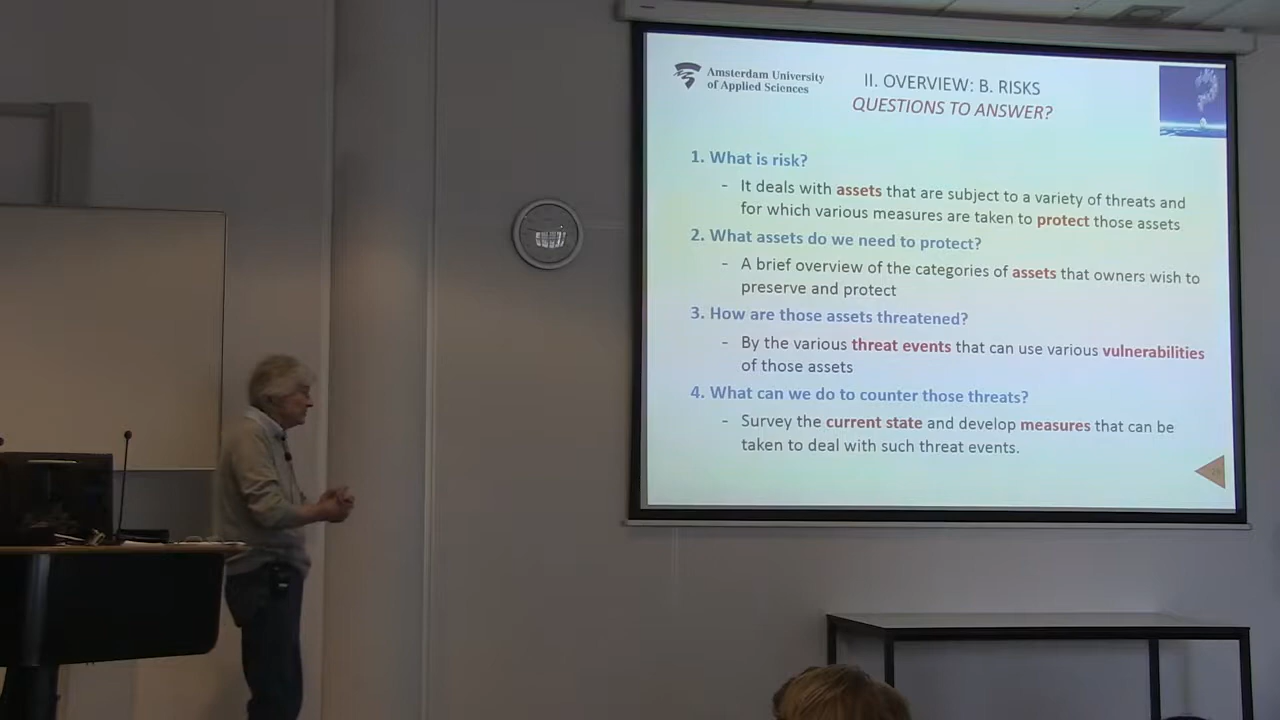 Amsterdam University
of Applied Sciences
II. OVERVIEW: B. RISKS
QUESTIONS TO ANSWER?
1. What is risk?
- It deals with assets that are subject to a variety of threats and
for which various measures are taken to protect those assets
2. What assets do we need to protect?
- A brief overview of the categories of assets that owners wish to
preserve and protect
3. How are those assets threatened?
- By the various threat events that can use various vulnerabilities
of those assets
4. What can we do to counter those threats?
- Survey the current state and develop measures that can be
taken to deal with such threat events.